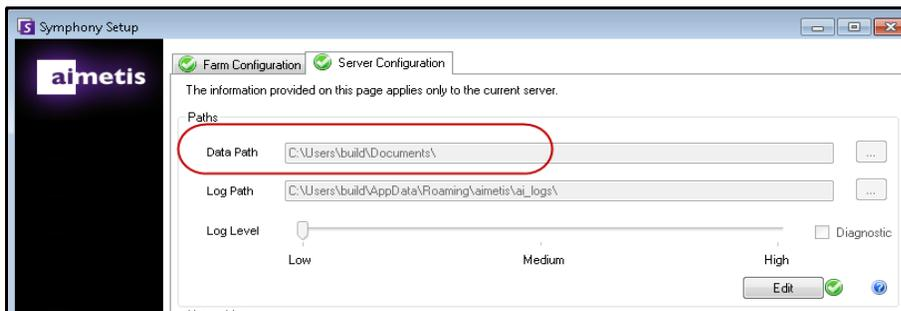 Symphony Setup
aimetis
Farm Configuration
Server Configuration
The information provided on this page applies only to the current server.
Paths
Data Path
C:\Users\build\Documents\
...
Log Path
C:\Users\build\AppData\Roaming\aimetis\ai_logs\
...
Log Level
Diagnostic
Low
Medium
High
Edit